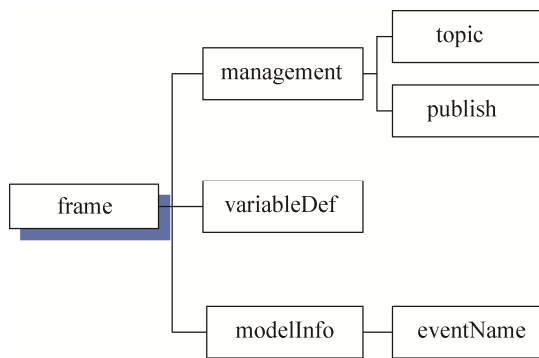 topic
management
publish
frame
variableDef
modelInfo
eventName